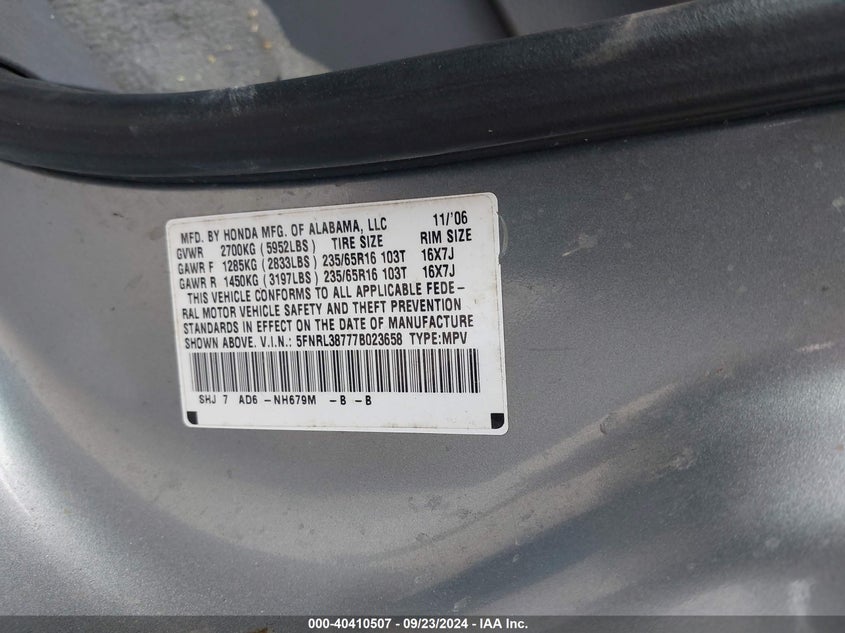 MFD. BY HONDA MFG. OF ALABAMA, LLC 11/'06
GVWR 2700KG (5952LBS) TIRE SIZE RIM SIZE
GAWR F 1285KG (2833LBS) 235/65R16 103T 16X7J
GAWR R 1450KG (3197LBS) 235/65R16 103T 16X7J
THIS VEHICLE CONFORMS TO ALL APPLICABLE FEDE-
RAL MOTOR VEHICLE SAFETY AND THEFT PREVENTION
STANDARDS IN EFFECT ON THE DATE OF MANUFACTURE
SHOWN ABOVE. V.I.N.: 5FNRL38777B023658 TYPE:MPV
SHJ 7 AD6 -NH679M -B -B
000-40410507 - 09/23/2024 - IAA Inc.